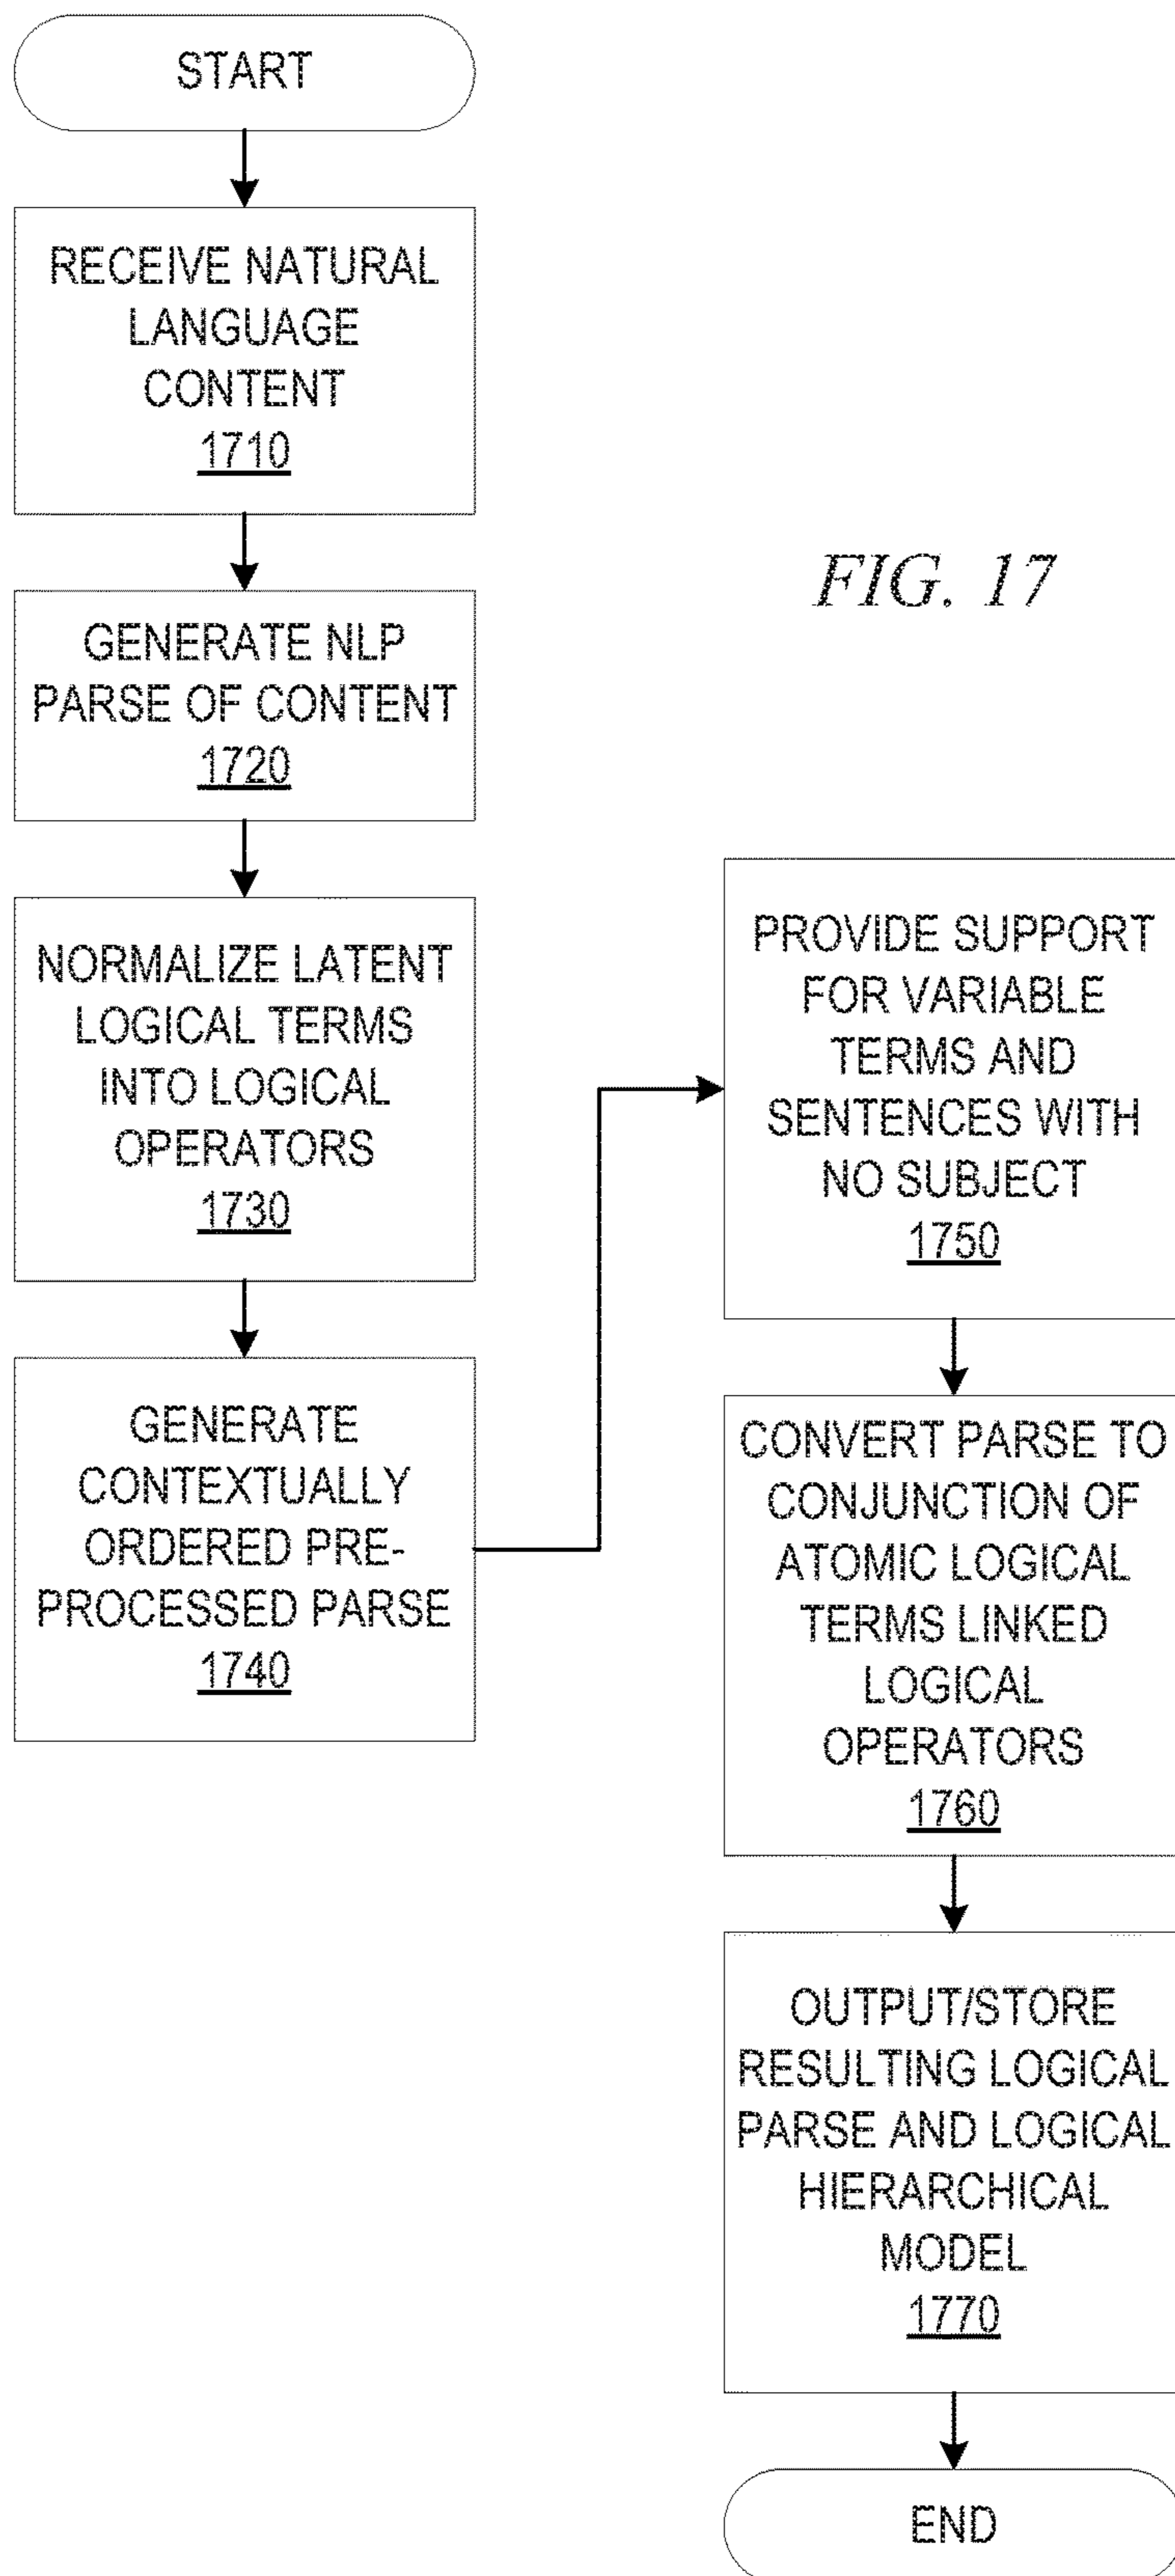 START
RECEIVE NATURAL
LANGUAGE
CONTENT
1710
GENERATE NLP
PARSE OF CONTENT
1720
NORMALIZE LATENT
LOGICAL TERMS
INTO LOGICAL
OPERATORS
1730
GENERATE
CONTEXTUALLY
ORDERED PRE-
PROCESSED PARSE
1740
FIG. 17
PROVIDE SUPPORT
FOR VARIABLE
TERMS AND
SENTENCES WITH
NO SUBJECT
1750
CONVERT PARSE TO
CONJUNCTION OF
ATOMIC LOGICAL
TERMS LINKED
LOGICAL
OPERATORS
1760
OUTPUT/STORE
RESULTING LOGICAL
PARSE AND LOGICAL
HIERARCHICAL
MODEL
1770
END